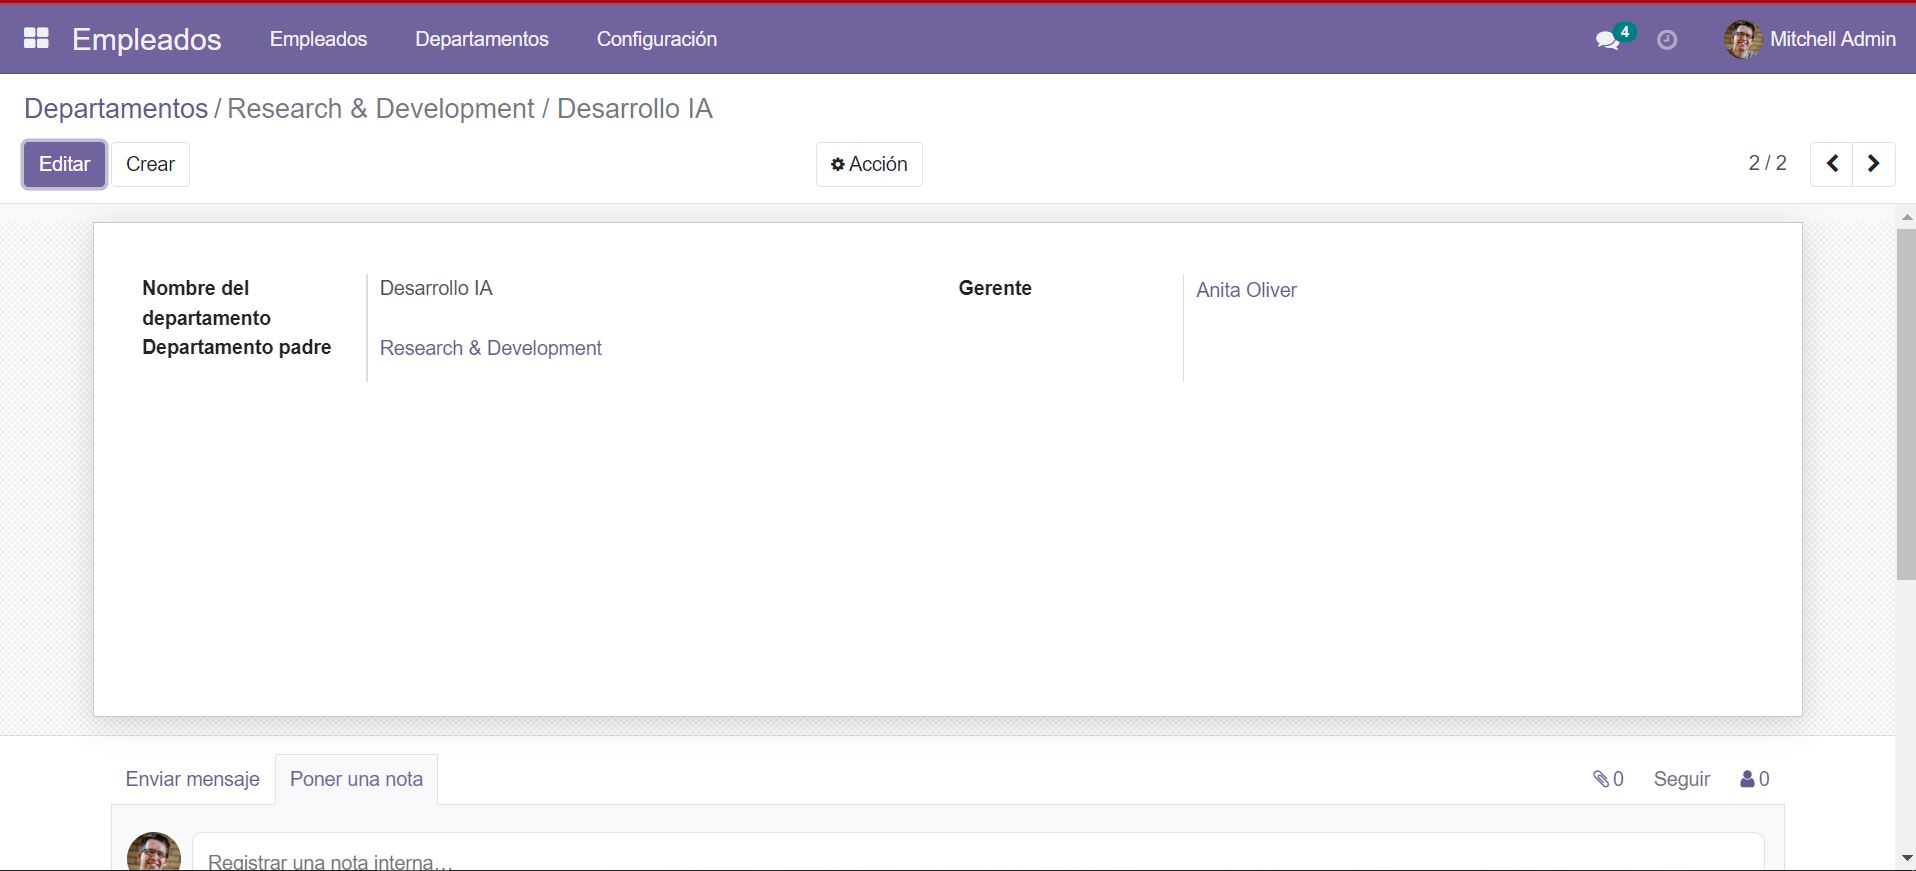 Empleados Empleados Departamentos Configuración 4 Mitchell Admin
Departamentos / Research & Development / Desarrollo IA
Editar Crear Acción 2 / 2
Nombre del departamento Desarrollo IA Gerente Anita Oliver
Departamento padre Research & Development
Enviar mensaje Poner una nota 0 Seguir 0
Registrar una nota interna...